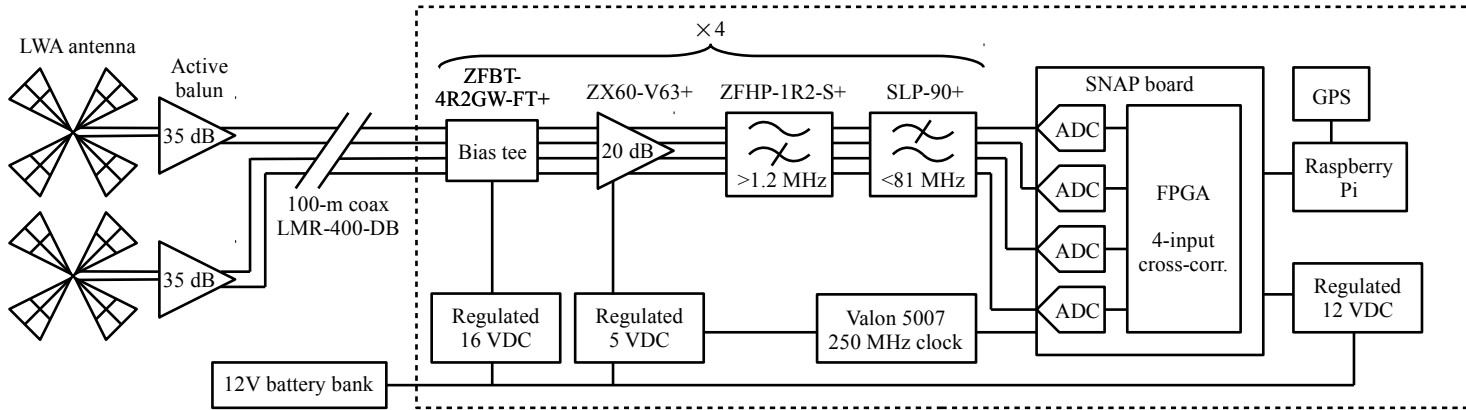 LWA antenna
Active
balun
35 dB
35 dB
100-m coax
LMR-400-DB
×4
ZFBT-
4R2GW-FT+
Bias tee
ZX60-V63+
20 dB
ZFHP-1R2-S+
>1.2 MHz
SLP-90+
<81 MHz
SNAP board
ADC
ADC
ADC
ADC
FPGA
4-input
cross-corr.
GPS
Raspberry
Pi
Regulated
16 VDC
Regulated
5 VDC
Valon 5007
250 MHz clock
Regulated
12 VDC
12V battery bank